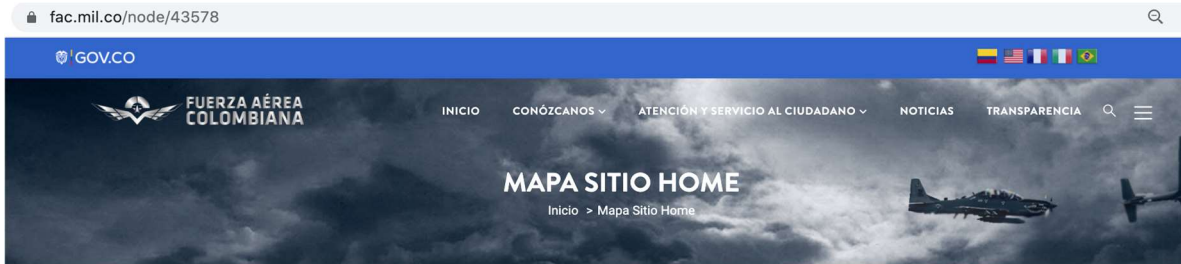 fac.mil.co/node/43578
GOV.CO
FUERZA AÉREA
COLOMBIANA
INICIO CONÓZCANOS ATENCIÓN Y SERVICIO AL CIUDADANO NOTICIAS TRANSPARENCIA
MAPA SITIO HOME
Inicio > Mapa Sitio Home